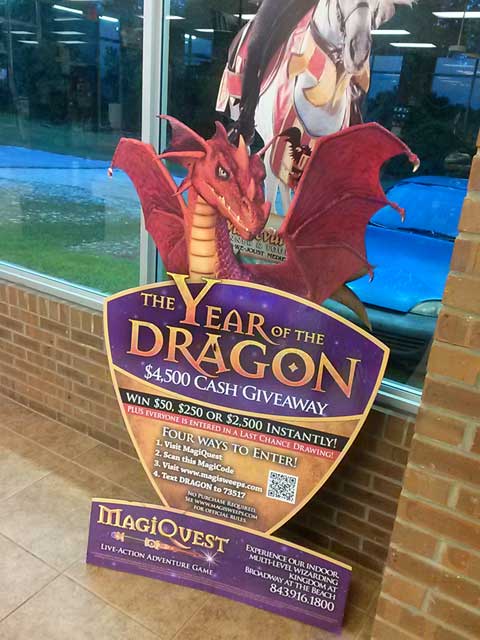 THE YEAR OF THE
DRAGON
$4,500 CASH GIVEAWAY
WIN $50, $250 OR $2,500 INSTANTLY!
PLUS EVERYONE IS ENTERED IN A LAST CHANCE DRAWING!
FOUR WAYS TO ENTER!
1. Visit MagiQuest
2. Scan this MagiCode
3. Visit www.magisweeps.com
4. Text DRAGON to 73517
NO PURCHASE REQUIRED.
SEE WWW.MAGISWEEPS.COM
FOR OFFICIAL RULES.
MAGIQUEST
LIVE-ACTION ADVENTURE GAME
EXPERIENCE OUR INDOOR,
MULTI-LEVEL WIZARDING
KINGDOM AT
BROADWAY AT THE BEACH
843.916.1800